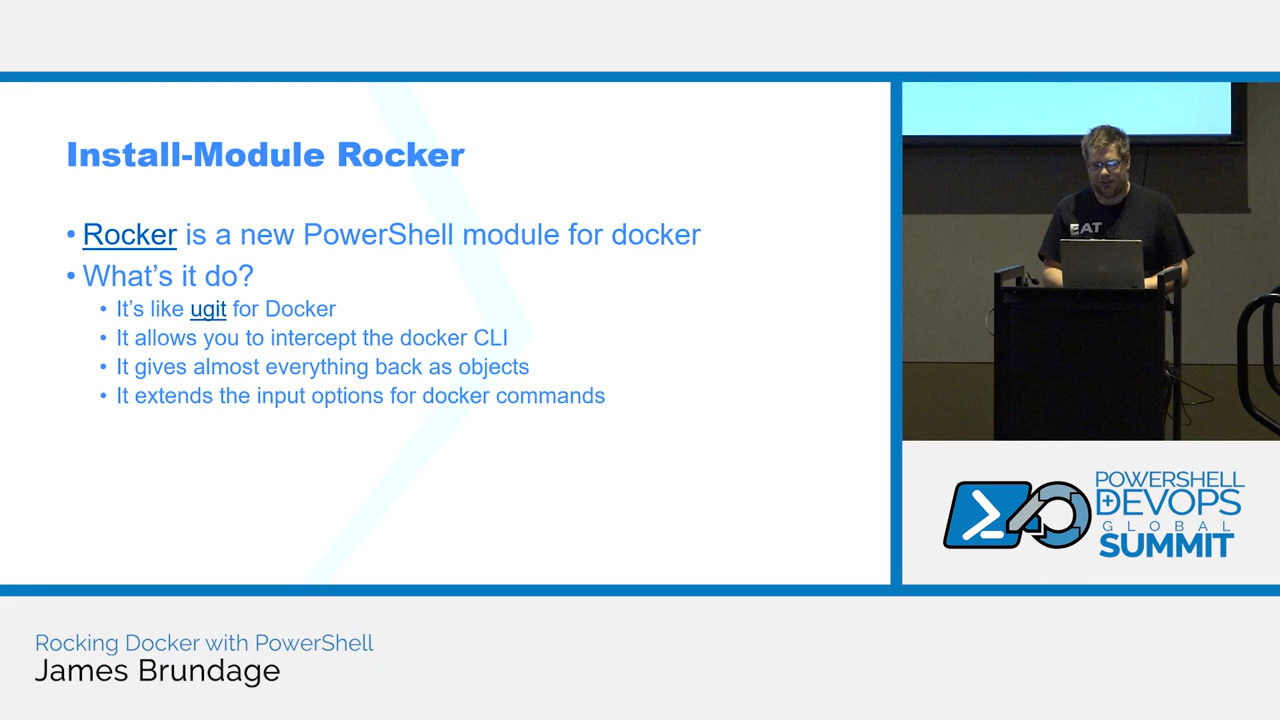 Install-Module Rocker
• Rocker is a new PowerShell module for docker
• What's it do?
• It's like ugit for Docker
• It allows you to intercept the docker CLI
• It gives almost everything back as objects
• It extends the input options for docker commands
EAT
POWERSHELL
+DEVOPS
GLOBAL
SUMMIT
Rocking Docker with PowerShell
James Brundage